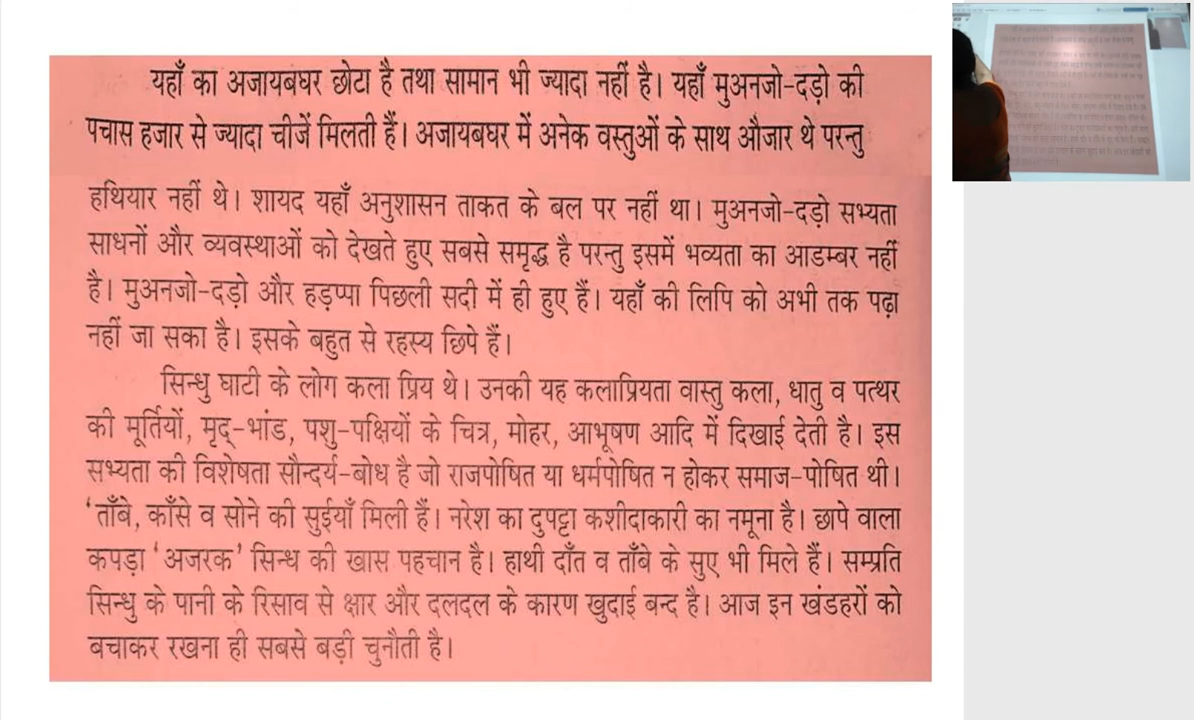 यहाँ का अजायबघर छोटा है तथा सामान भी ज्यादा नहीं है। यहाँ मुअनजो-दड़ो की
पचास हजार से ज्यादा चीजें मिलती हैं। अजायबघर में अनेक वस्तुओं के साथ औजार थे परन्तु
हथियार नहीं थे। शायद यहाँ अनुशासन ताकत के बल पर नहीं था। मुअनजो-दड़ो सभ्यता
साधनों और व्यवस्थाओं को देखते हुए सबसे समृद्ध है परन्तु इसमें भव्यता का आडम्बर नहीं
है। मुअनजो-दड़ो और हड़प्पा पिछली सदी में ही हुए हैं। यहाँ की लिपि को अभी तक पढ़ा
नहीं जा सका है। इसके बहुत से रहस्य छिपे हैं।
सिन्धु घाटी के लोग कला प्रिय थे। उनकी यह कलाप्रियता वास्तु कला, धातु व पत्थर
की मूर्तियों, मृद्-भांड, पशु-पक्षियों के चित्र, मोहर, आभूषण आदि में दिखाई देती है। इस
सभ्यता की विशेषता सौन्दर्य-बोध है जो राजपोषित या धर्मपोषित न होकर समाज-पोषित थी।
'ताँबे, काँसे व सोने की सुईयाँ मिली हैं। नरेश का दुपट्टा कशीदाकारी का नमूना है। छापे वाला
कपड़ा 'अजरक' सिन्ध की खास पहचान है। हाथी दाँत व ताँबे के सुए भी मिले हैं। सम्प्रति
सिन्धु के पानी के रिसाव से क्षार और दलदल के कारण खुदाई बन्द है। आज इन खंडहरों को
बचाकर रखना ही सबसे बड़ी चुनौती है।